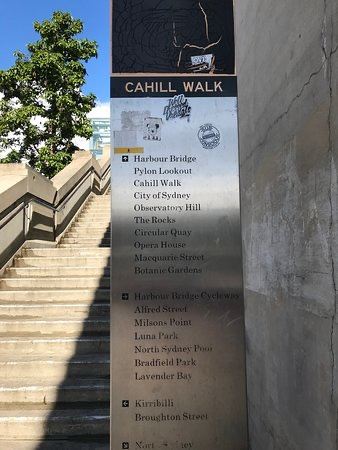 CAHILL WALK
Harbour Bridge
Pylon Lookout
Cahill Walk
City of Sydney
Observatory Hill
The Rocks
Circular Quay
Opera House
Macquarie Street
Botanic Gardens
Harbour Bridge Cycleway
Alfred Street
Milsons Point
Luna Park
North Sydney Pool
Bradfield Park
Lavender Bay
Kirribilli
Broughton Street
North Sydney